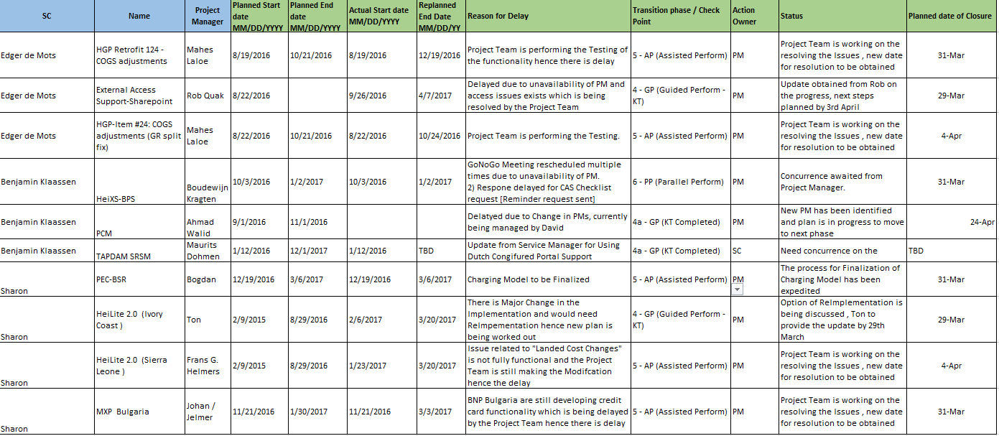 SC
Name
Project
Manager
Planned Start
date
MM/DD/YYYY
Planned End
date
MM/DD/YYYY
Actual Start date
MM/DD/YYYY
Replanned
End Date
MM/DD/YY
Reason for Delay
Transition phase / Check
Point
Action
Owner
Status
Planned date of Closure
Edger de Mots
HGP Retrofit 124 -
COGS adjustments
Mahes
Laloe
8/19/2016
10/21/2016
8/19/2016
12/19/2016
Project Team is performing the Testing of
the functionality hence there is delay
5 - AP (Assisted Perform)
PM
Project Team is working on the
resolving the Issues , new date
for resolution to be obtained
31-Mar
Edger de Mots
External Access
Support-Sharepoint
Rob Quak
8/22/2016
9/26/2016
4/7/2017
Delayed due to unavailability of PM and
access issues exists which is being
resolved by the Project Team
4 - GP (Guided Perform -
KT)
PM
Update obtained from Rob on
the progress, next steps
planned by 3rd April
29-Mar
Edger de Mots
HGP-Item #24: COGS
adjustments (GR split
fix)
Mahes
Laloe
8/22/2016
10/21/2016
8/22/2016
10/24/2016
Project Team is performing the Testing.
5 - AP (Assisted Perform)
PM
Project Team is working on the
resolving the Issues , new date
for resolution to be obtained
4-Apr
Benjamin Klaassen
HeiXS-BPS
Boudewijn
Kragten
10/3/2016
1/2/2017
10/3/2016
1/2/2017
GoNoGo Meeting rescheduled multiple
times due to unavailability of PM.
2) Respone delayed for CAS Checklist
request [Reminder request sent]
6 - PP (Parallel Perform)
PM
Concurrence awaited from
Project Manager.
31-Mar
Benjamin Klaassen
PCM
Ahmad
Walid
9/1/2016
11/1/2016
Delatyed due to Change in PMs, currently
being managed by David
4a - GP (KT Completed)
PM
New PM has been identified
and plan is in progress to move
to next phase
24-Apr
Benjamin Klaassen
TAPDAM SRSM
Maurits
Dohmen
1/12/2016
12/1/2017
1/12/2016
TBD
Update from Service Manager for Using
Dutch Congifured Portal Support
4a - GP (KT Completed)
SC
Need concurrence on the
TBD
Sharon
PEC-BSR
Bogdan
12/19/2016
3/6/2017
12/19/2016
3/6/2017
Charging Model to be Finalized
5 - AP (Assisted Perform)
PM
The process for Finalization of
Charging Model has been
expedited
31-Mar
Sharon
HeiLite 2.0 (Ivory
Coast )
Ton
2/9/2015
8/29/2016
2/6/2017
3/20/2017
There is Major Change in the
Implementation and would need
ReImpementation hence new plan is
being worked out
4 - GP (Guided Perform -
KT)
PM
Option of ReImplementation is
being discussed , Ton to
provide the update by 29th
March
29-Mar
Sharon
HeiLite 2.0 (Sierra
Leone )
Frans G.
Helmers
2/9/2015
8/29/2016
1/23/2017
3/20/2017
Issue related to "Landed Cost Changes"
is not fully functional and the Project
Team is still making the Modifcation
hence the delay
5 - AP (Assisted Perform)
PM
Project Team is working on the
resolving the Issues , new date
for resolution to be obtained
4-Apr
Sharon
MXP Bulgaria
Johan /
Jelmer
11/21/2016
1/30/2017
11/21/2016
3/3/2017
BNP Bulgaria are still developing credit
card functionality which is being delayed
by the Project Team hence there is delay
5 - AP (Assisted Perform)
PM
Project Team is working on the
resolving the Issues , new date
for resolution to be obtained
31-Mar